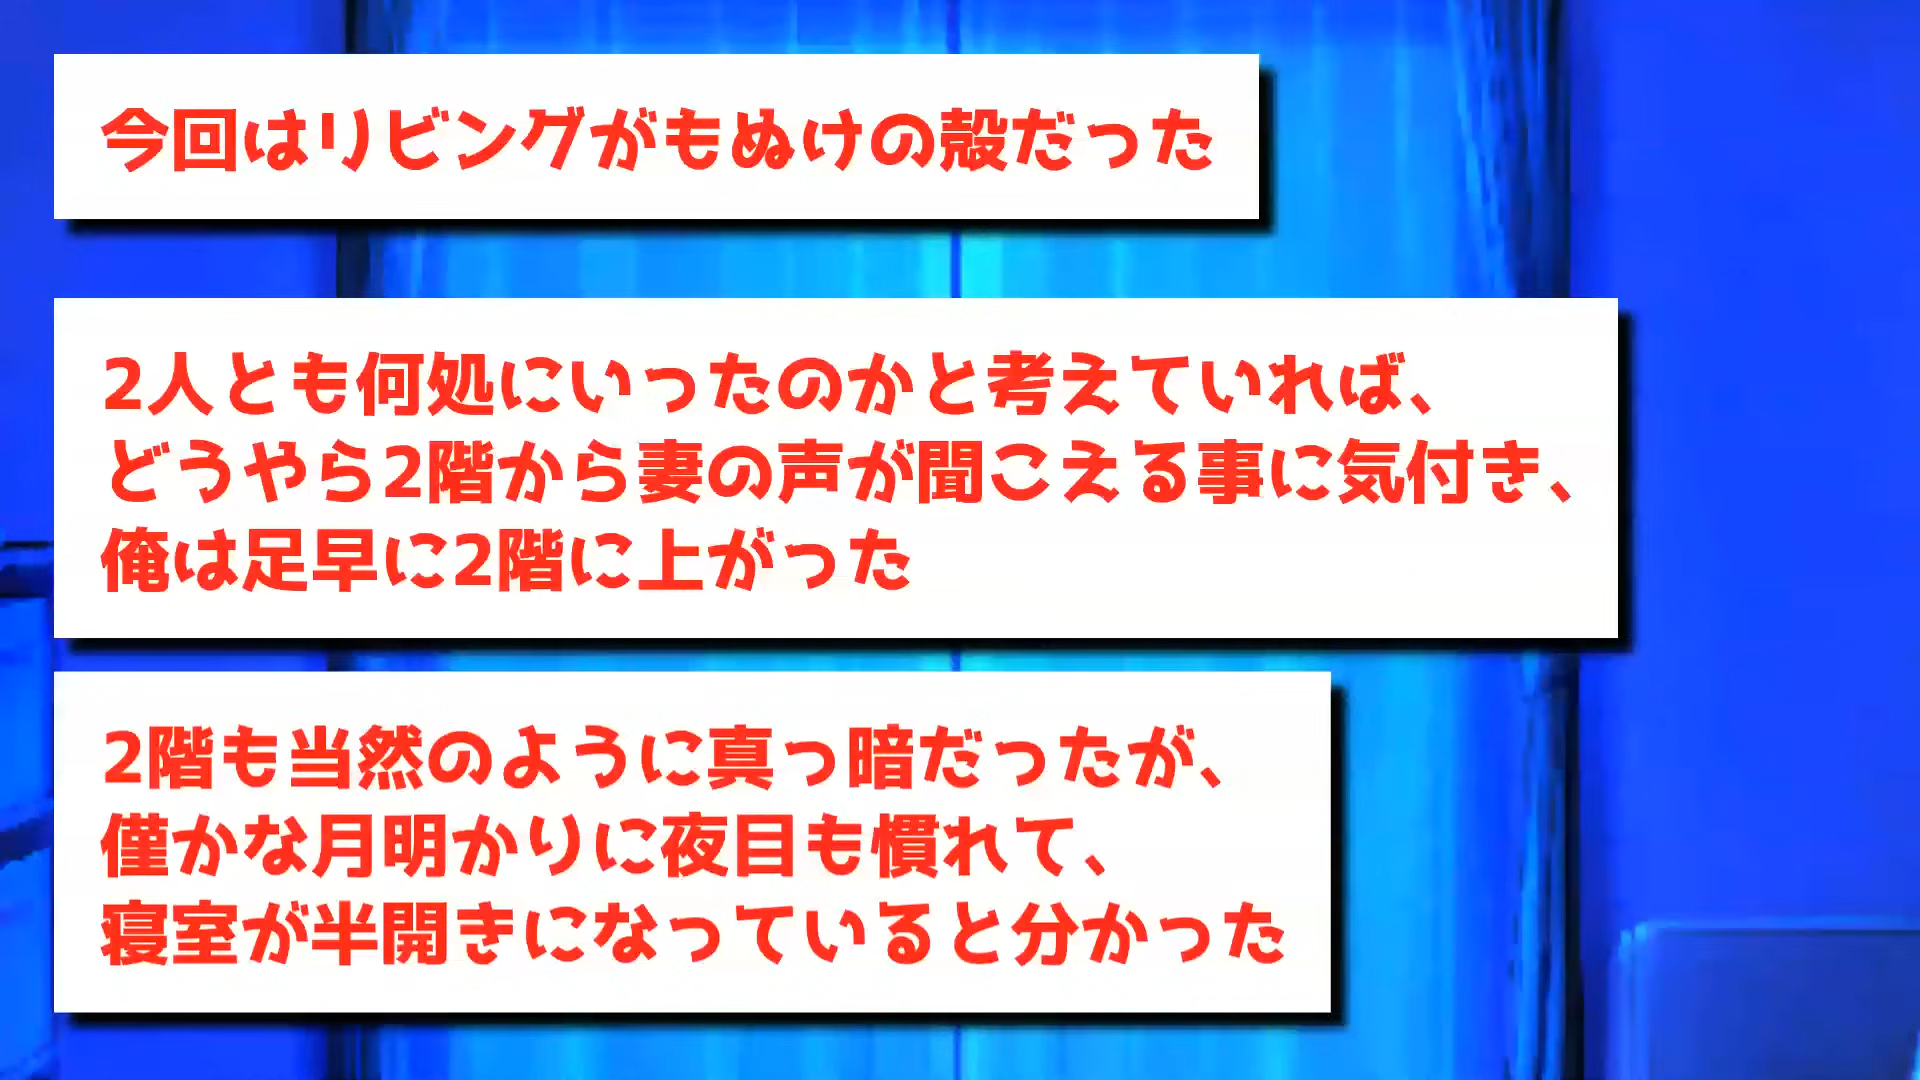 今回はリビングがもぬけの殻だった
2人とも何処にいったのかと考えていれば、
どうやら2階から妻の声が聞こえる事に気付き、
俺は足早に2階に上がった
2階も当然のように真っ暗だったが、
僅かな月明かりに夜目も慣れて、
寝室が半開きになっていると分かった